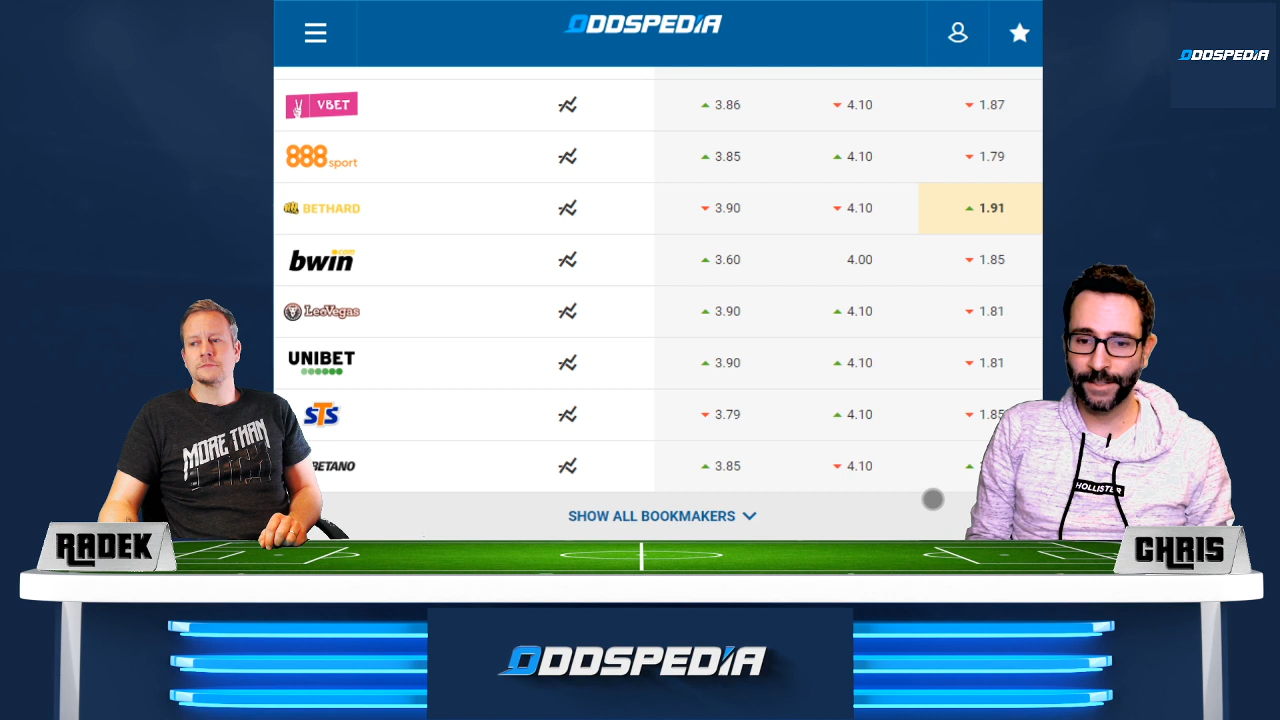 ODDSPEDIA
ODDSPEDIA
VBET 3.86 4.10 1.87
888sport 3.85 4.10 1.79
BETHARD 3.90 4.10 1.91
bwin.com 3.60 4.00 1.85
LeoVegas 3.90 4.10 1.81
UNIBET 3.90 4.10 1.81
STS 3.79 4.10 1.85
BETANO 3.85 4.10
SHOW ALL BOOKMAKERS
MORE THAN
HOLLISTER
RADEK
CHRIS
ODDSPEDIA